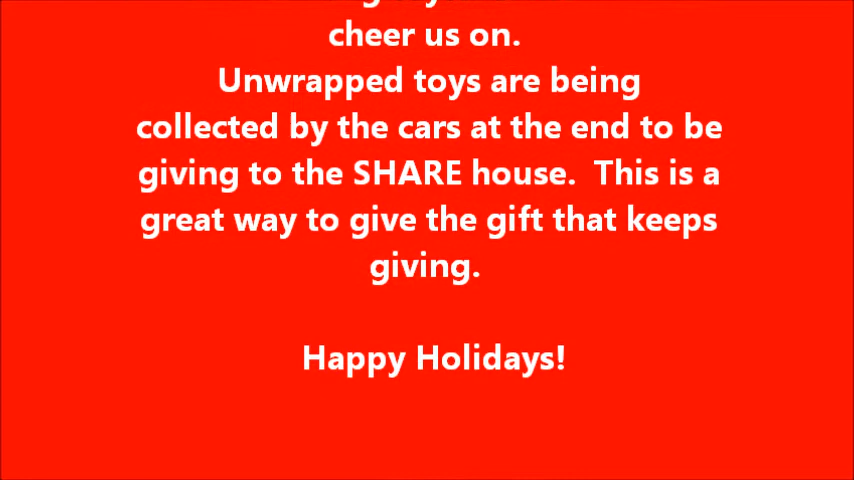 cheer us on.
Unwrapped toys are being
collected by the cars at the end to be
giving to the SHARE house.  This is a
great way to give the gift that keeps
giving.
Happy Holidays!